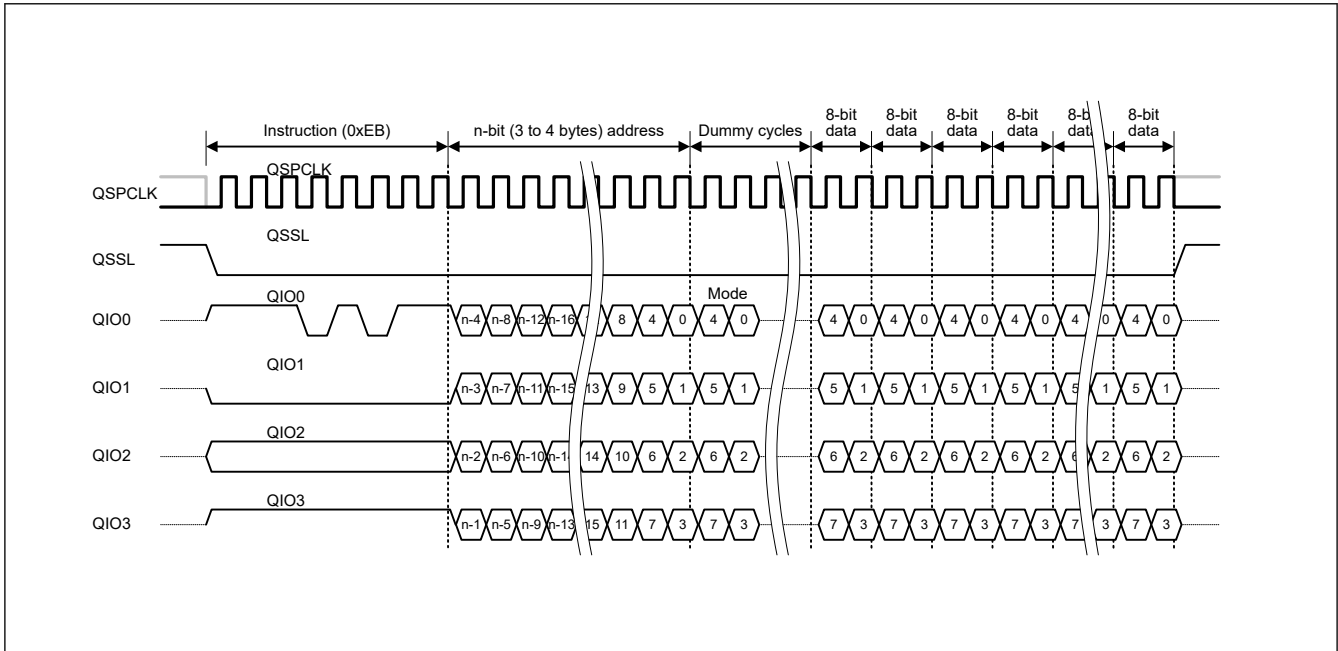 8-bit data 8-bit data 8-bit data 8-bit data 8-bit data
Instruction (0xEB) n-bit (3 to 4 bytes) address Dummy cycles data
QSPCLK
QSPCLK
QSSL
QSSL
QIO0 Mode
QIO0 n-4 n-8 n-12 n-16 8 4 0 4 0 4 0 4 0 4 0 4 0 4 0 4 0
QIO1
QIO1 n-3 n-7 n-11 n-15 13 9 5 1 5 1 5 1 5 1 5 1 5 1 5 1 5 1
QIO2
QIO2 n-2 n-6 n-10 14 10 6 2 6 2 6 2 6 2 6 2 6 2 6 2 6 2
QIO3
QIO3 n-1 n-5 n-9 n-13 15 11 7 3 7 3 7 3 7 3 7 3 7 3 7 3 7 3